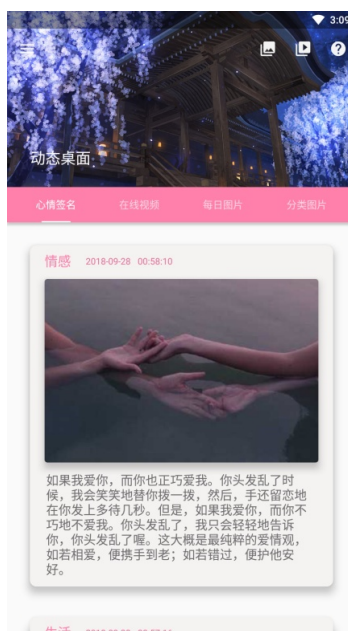 3:09
动态桌面
心情签名 在线视频 每日图片 分类图片
情感 2018-09-28 00:58:10
如果我爱你，而你也正巧爱我。你头发乱了时
候，我会笑笑地替你拨一拨，然后，手还留恋地
在你发上多待几秒。但是，如果我爱你，而你不
巧地不爱我。你头发乱了，我只会轻轻地告诉
你，你头发乱了喔。这大概是最纯粹的爱情观，
如若相爱，便携手到老；如若错过，便护他安
好。